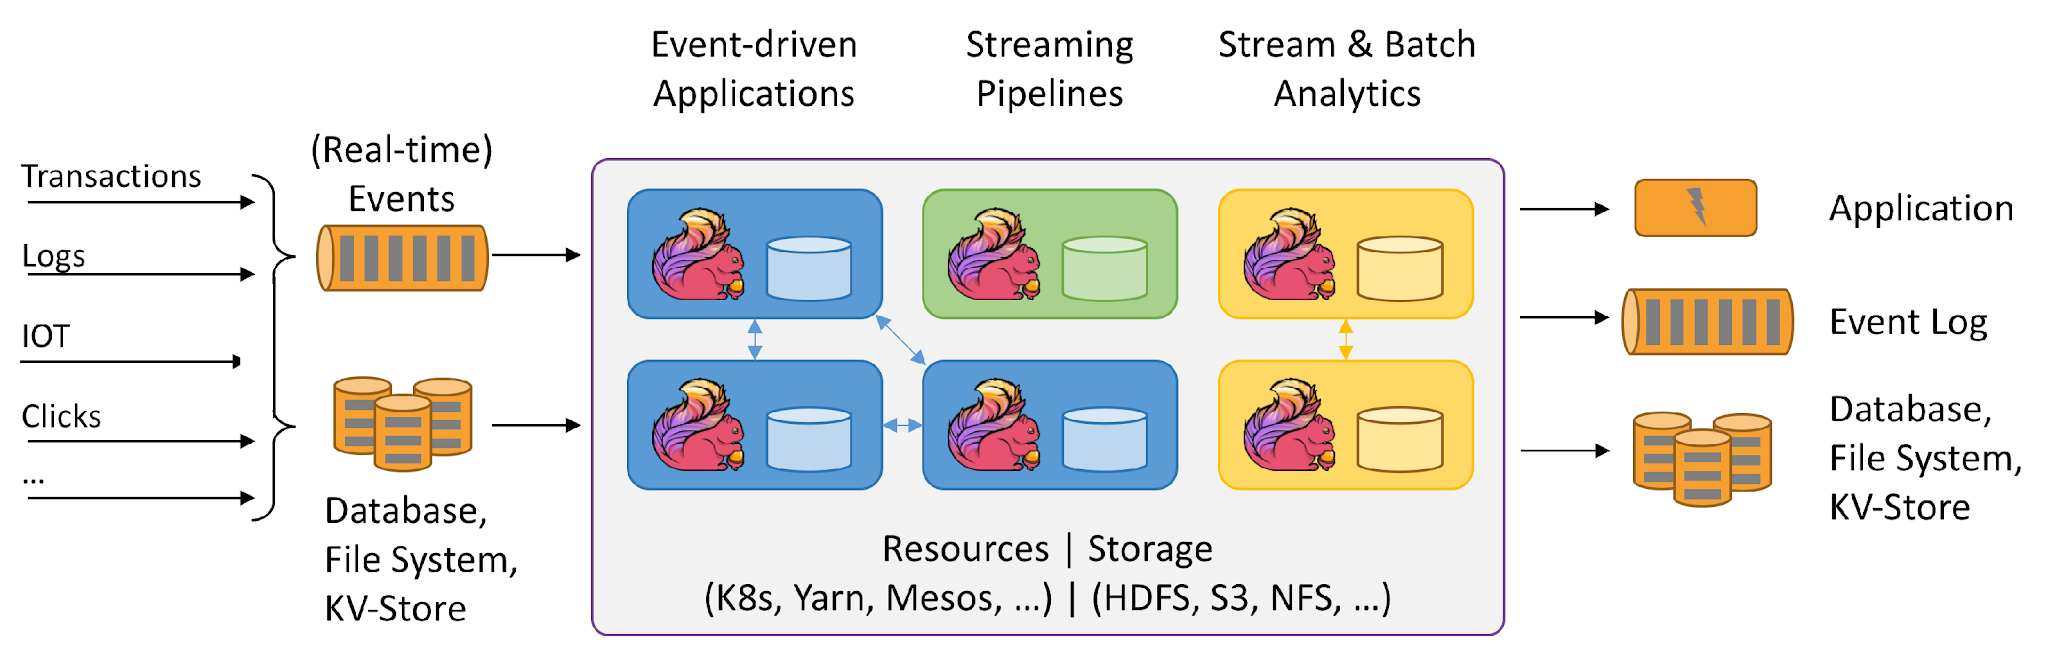 Event-driven
Applications
Streaming
Pipelines
Stream & Batch
Analytics
(Real-time)
Events
Transactions
Logs
IOT
Clicks
...
Database,
File System,
KV-Store
Resources | Storage
(K8s, Yarn, Mesos, ...) | (HDFS, S3, NFS, ...)
Application
Event Log
Database,
File System,
KV-Store